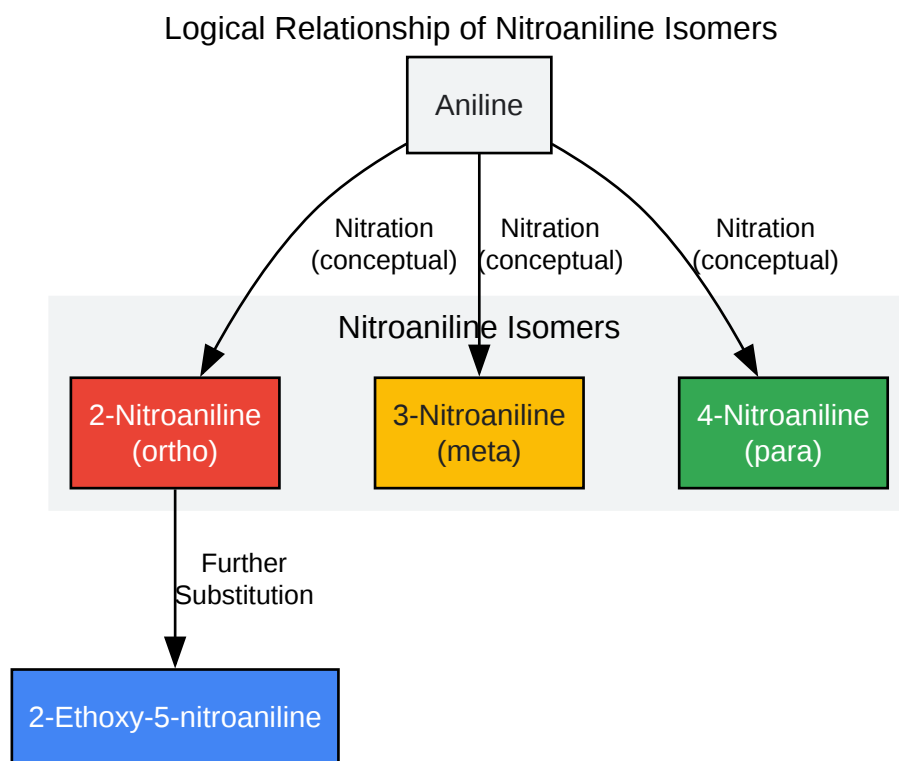 Logical Relationship of Nitroaniline Isomers
Aniline
Nitration
(conceptual)
Nitration
(conceptual)
Nitration
(conceptual)
Nitroaniline Isomers
2-Nitroaniline
(ortho)
3-Nitroaniline
(meta)
4-Nitroaniline
(para)
Further
Substitution
2-Ethoxy-5-nitroaniline